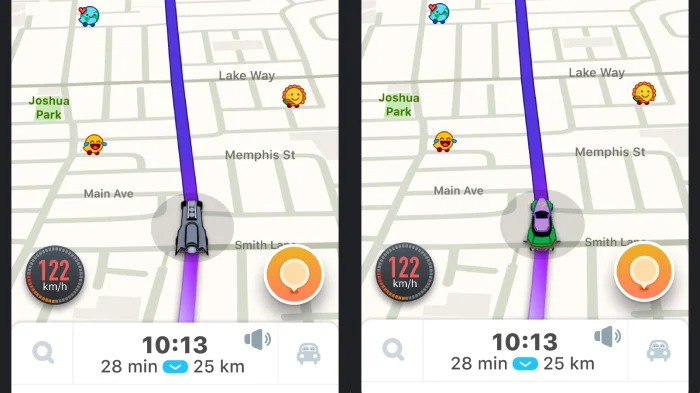 Lake Way
Joshua
Park
Memphis St
Main Ave
Smith Lane
122
km/h
10:13
28 min 25 km
Lake Way
Joshua
Park
Memphis St
Main Ave
Smith La
122
km/h
10:13
28 min 25 km